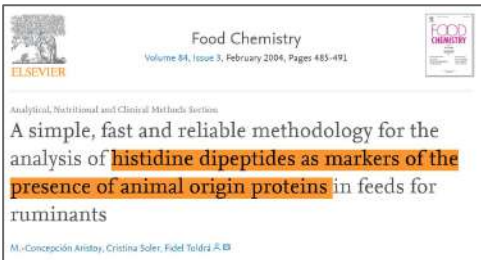 ELSEVIER
Food Chemistry
Volume 84, Issue 3, February 2004, Pages 485-491
FOOD
CHEMISTRY
Analytical, Nutritional and Clinical Methods Section
A simple, fast and reliable methodology for the
analysis of histidine dipeptides as markers of the
presence of animal origin proteins in feeds for
ruminants
M.-Concepción Aristoy, Cristina Soler, Fidel Toldrá